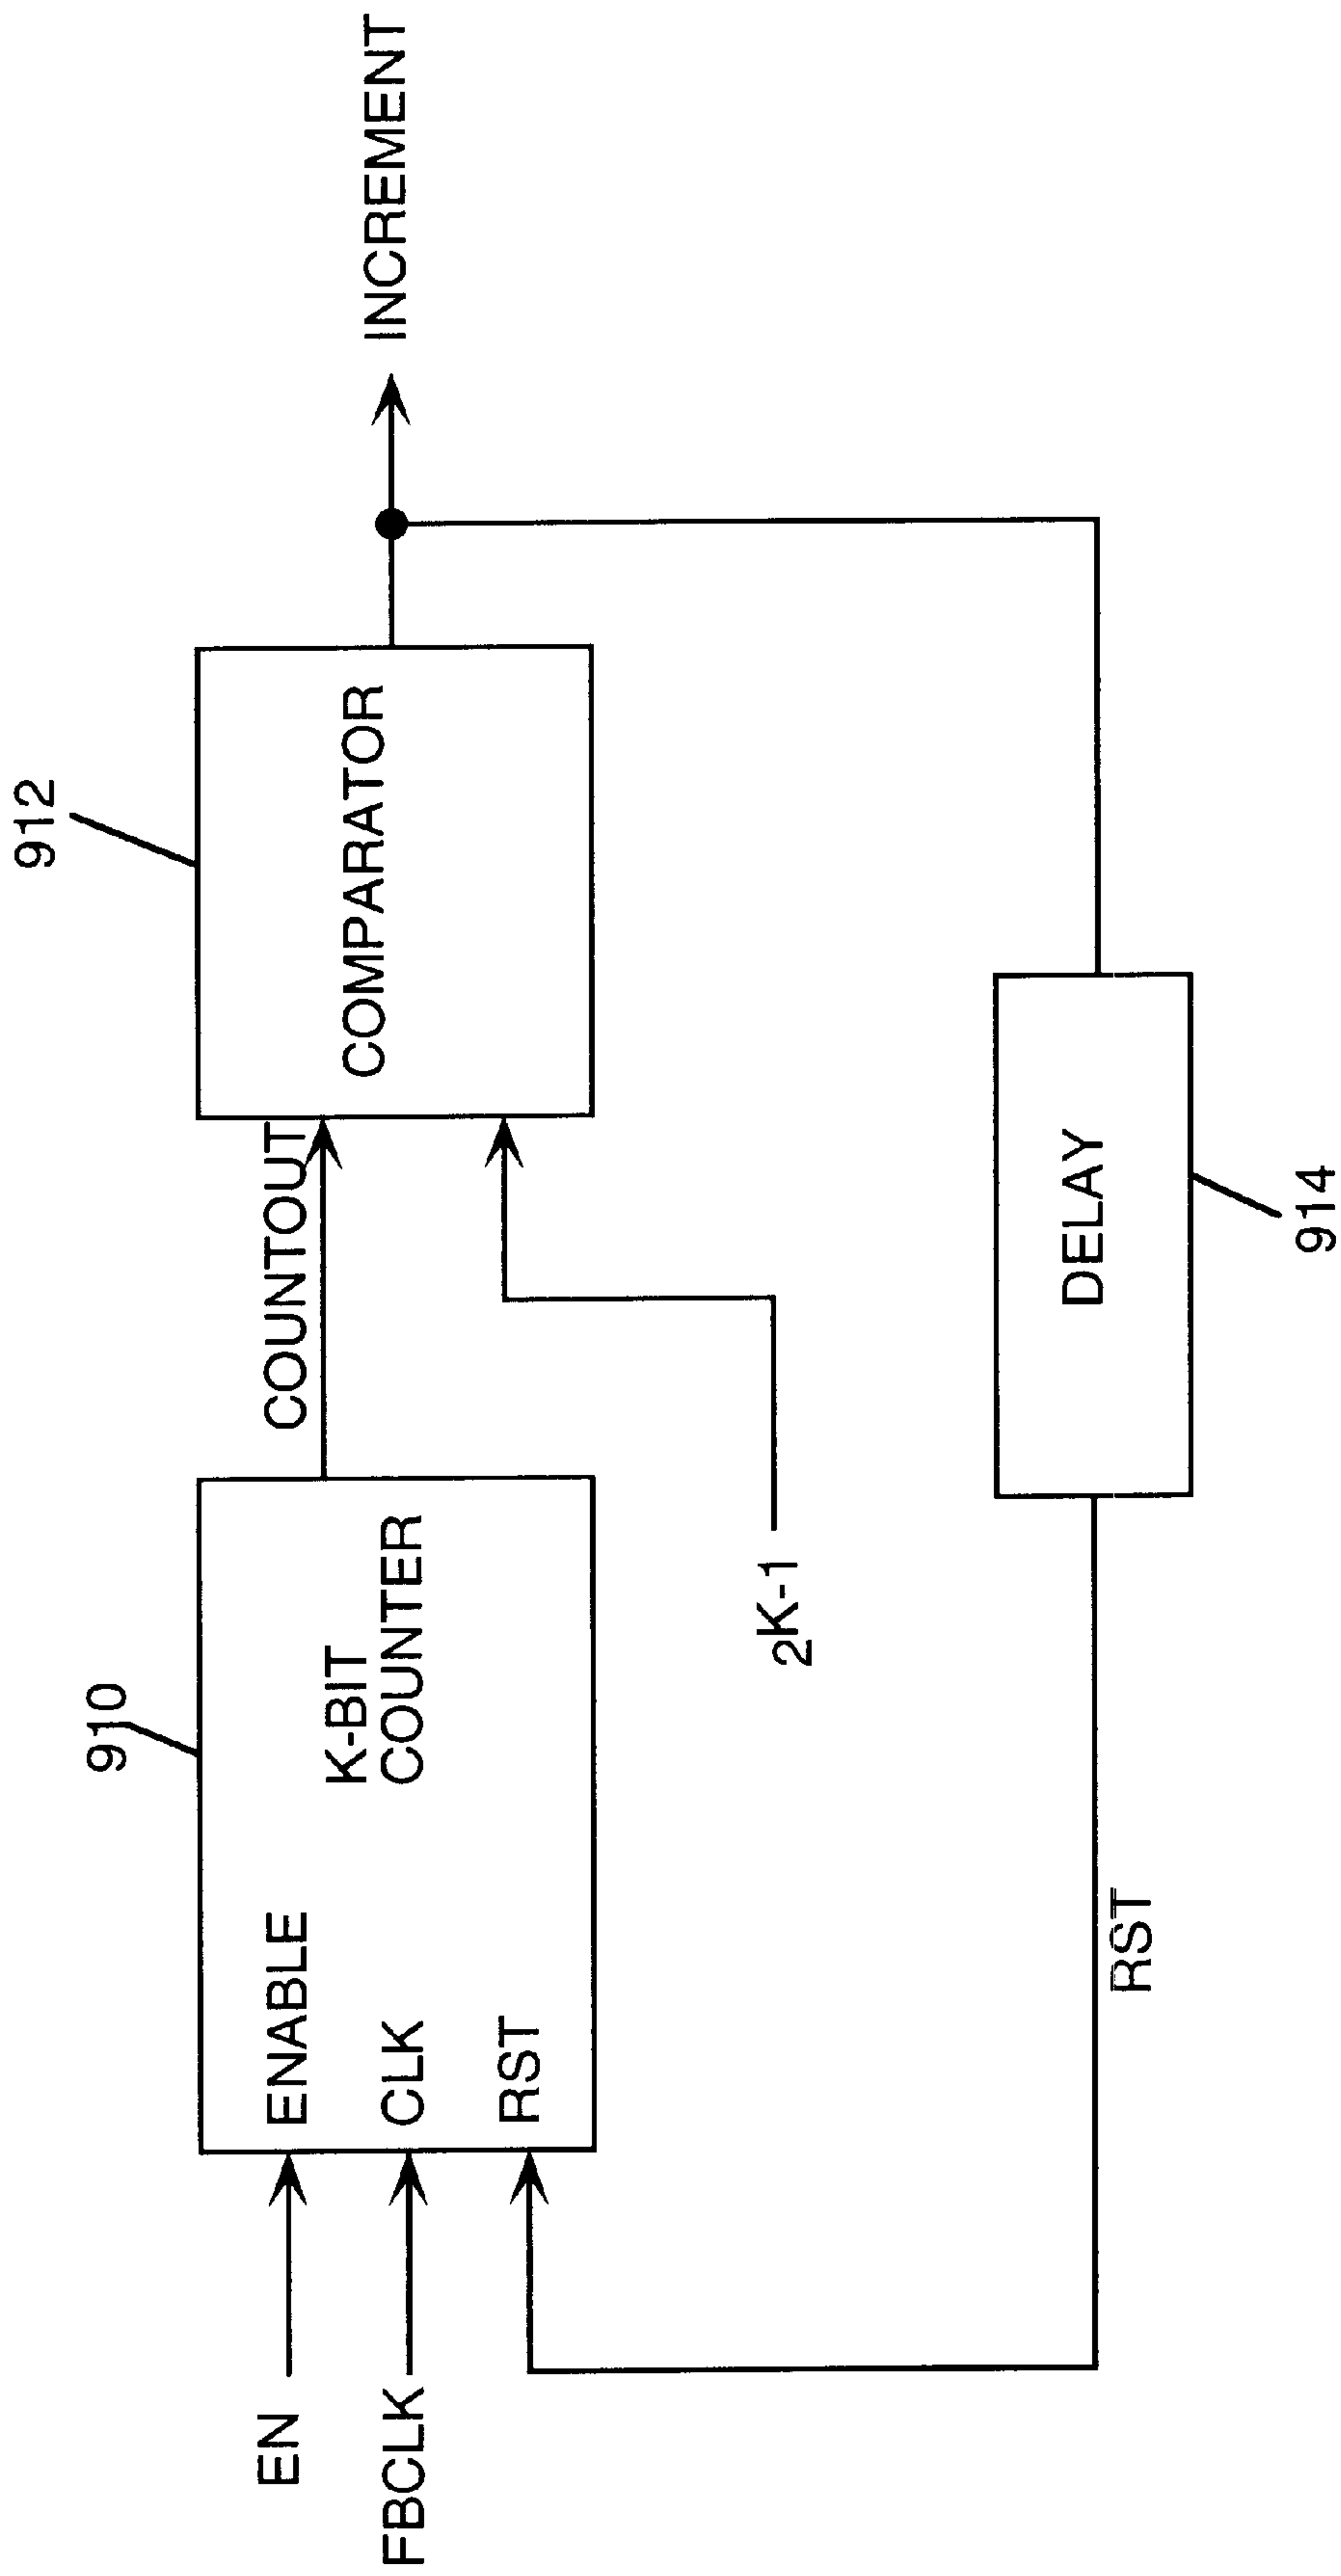 910
912
COUNTOUT
EN
ENABLE
K-BIT
COUNTER
COMPARATOR
INCREMENT
FBCLK
CLK
RST
2K-1
DELAY
RST
914